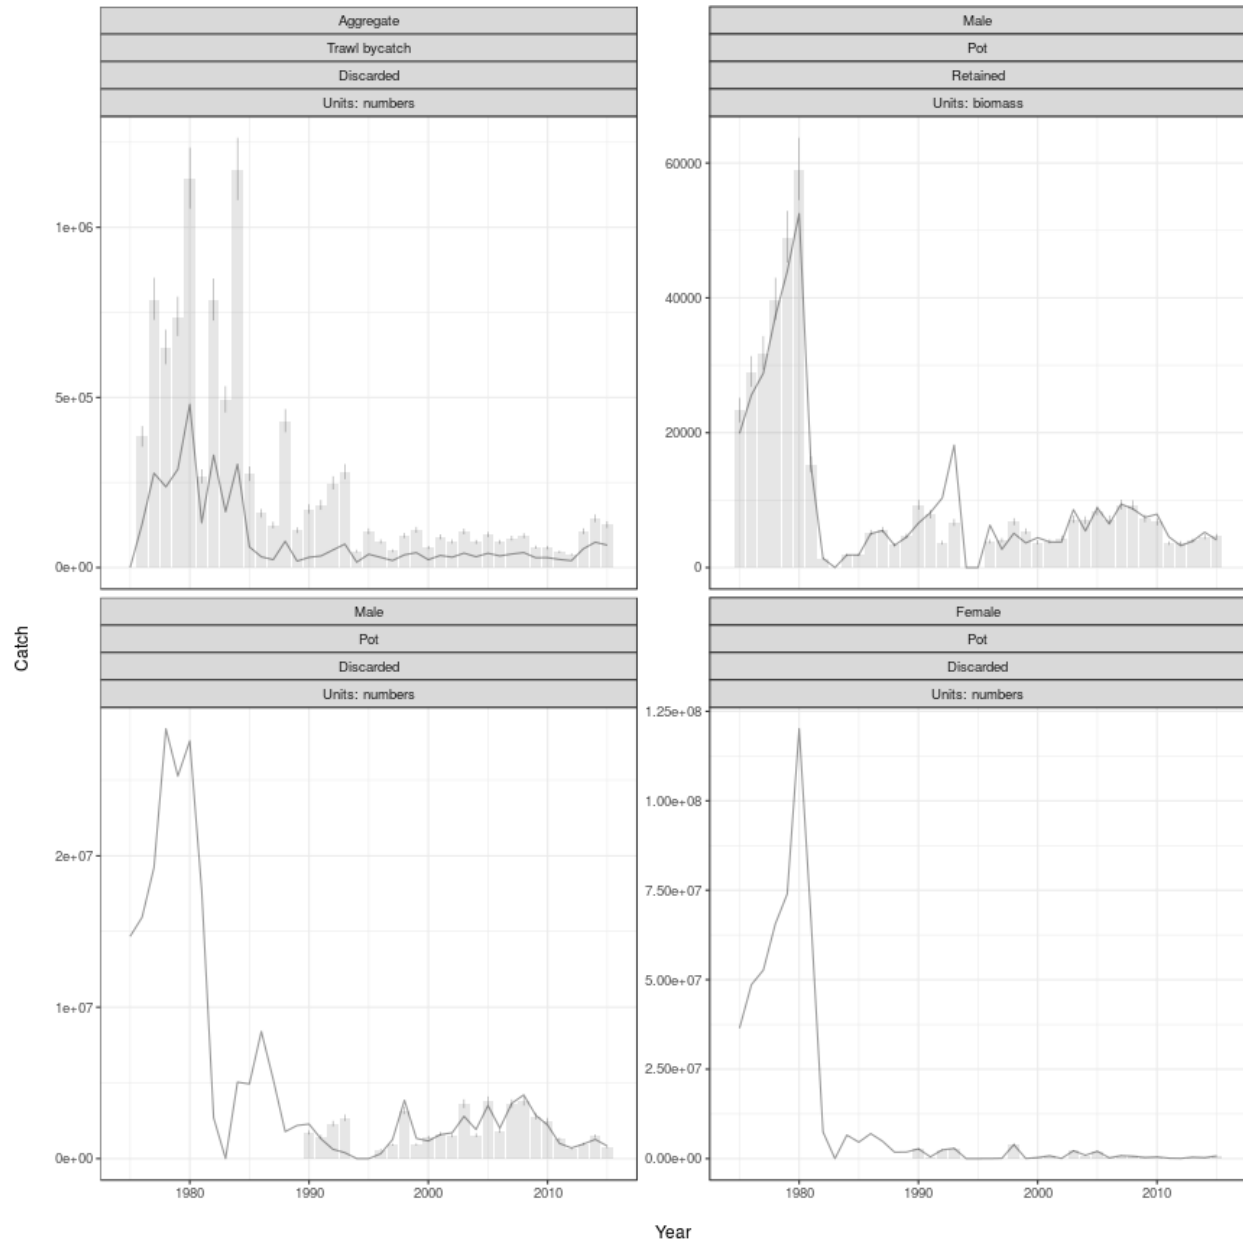 Aggregate
Trawl bycatch
Discarded
Units: numbers
1e+06
5e+05
0e+00
Male
Pot
Retained
Units: biomass
60000
40000
20000
0
Male
Pot
Discarded
Units: numbers
2e+07
1e+07
0e+00
1980 1990 2000 2010
Female
Pot
Discarded
Units: numbers
1.25e+08
1.00e+08
7.50e+07
5.00e+07
2.50e+07
0.00e+00
1980 1990 2000 2010
Catch
Year